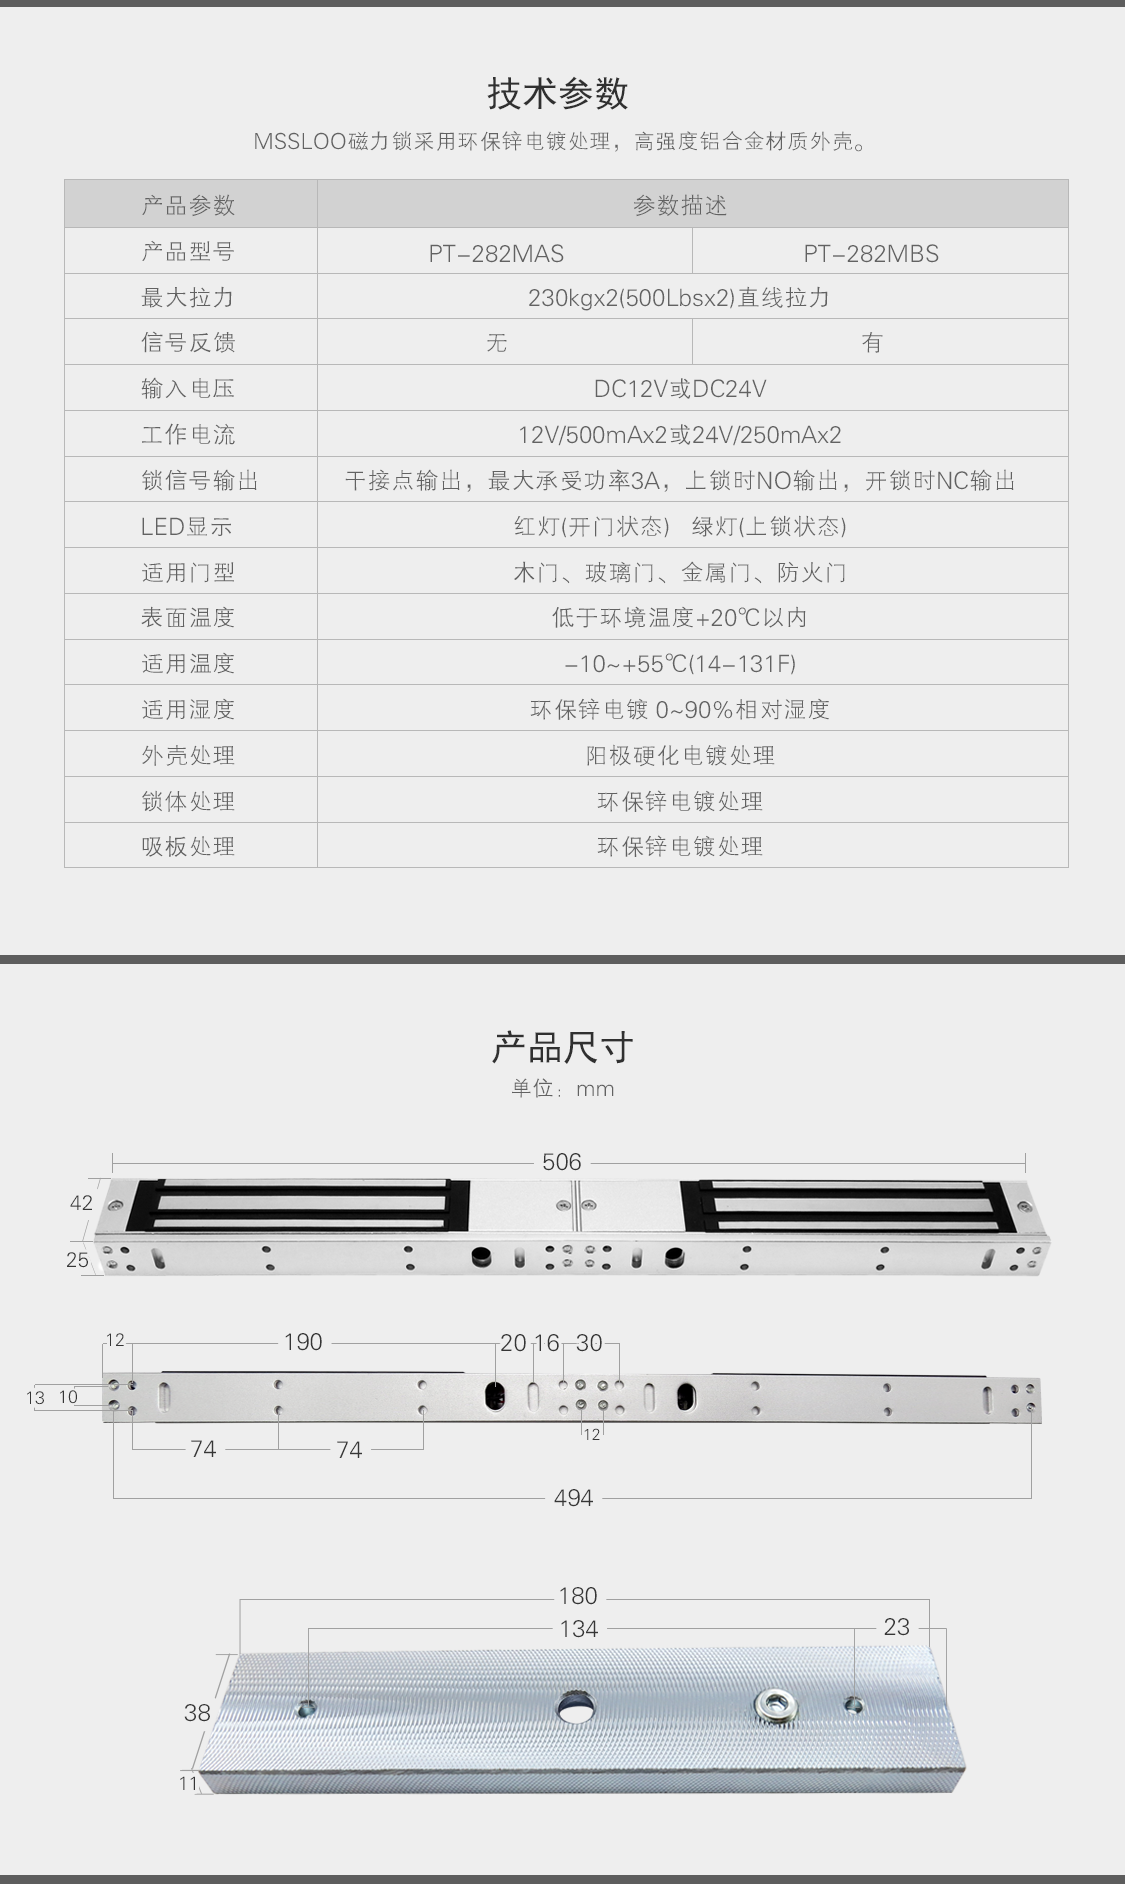 技术参数
MSSLOO磁力锁采用环保锌电镀处理，高强度铝合金材质外壳。
产品参数 参数描述
产品型号 PT-282MAS PT-282MBS
最大拉力 230kgx2(500Lbsx2)直线拉力
信号反馈 无 有
输入电压 DC12V或DC24V
工作电流 12V/500mAx2或24V/250mAx2
锁信号输出 干接点输出，最大承受功率3A，上锁时NO输出，开锁时NC输出
LED显示 红灯(开门状态) 绿灯(上锁状态)
适用门型 木门、玻璃门、金属门、防火门
表面温度 低于环境温度+20℃以内
适用温度 -10~+55℃(14-131F)
适用湿度 环保锌电镀 0~90%相对湿度
外壳处理 阳极硬化电镀处理
锁体处理 环保锌电镀处理
吸板处理 环保锌电镀处理
产品尺寸
单位：mm
506
42
25
12 190 20 16 30
13 10
12
74 74
494
180
134 23
38
11